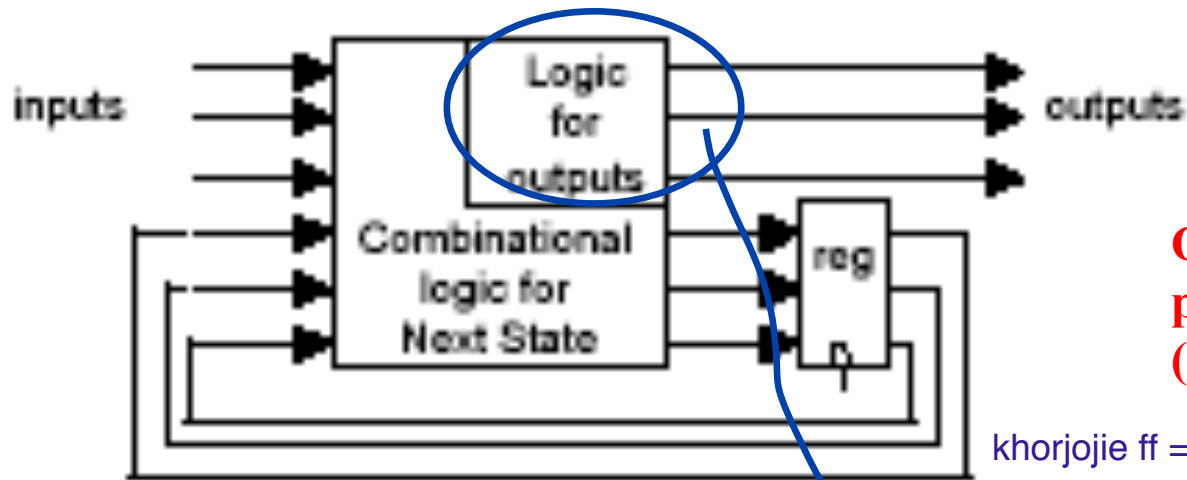 inputs
Logic
for
outputs
outputs
Combinational
logic for
Next State
reg
khorjojie ff =